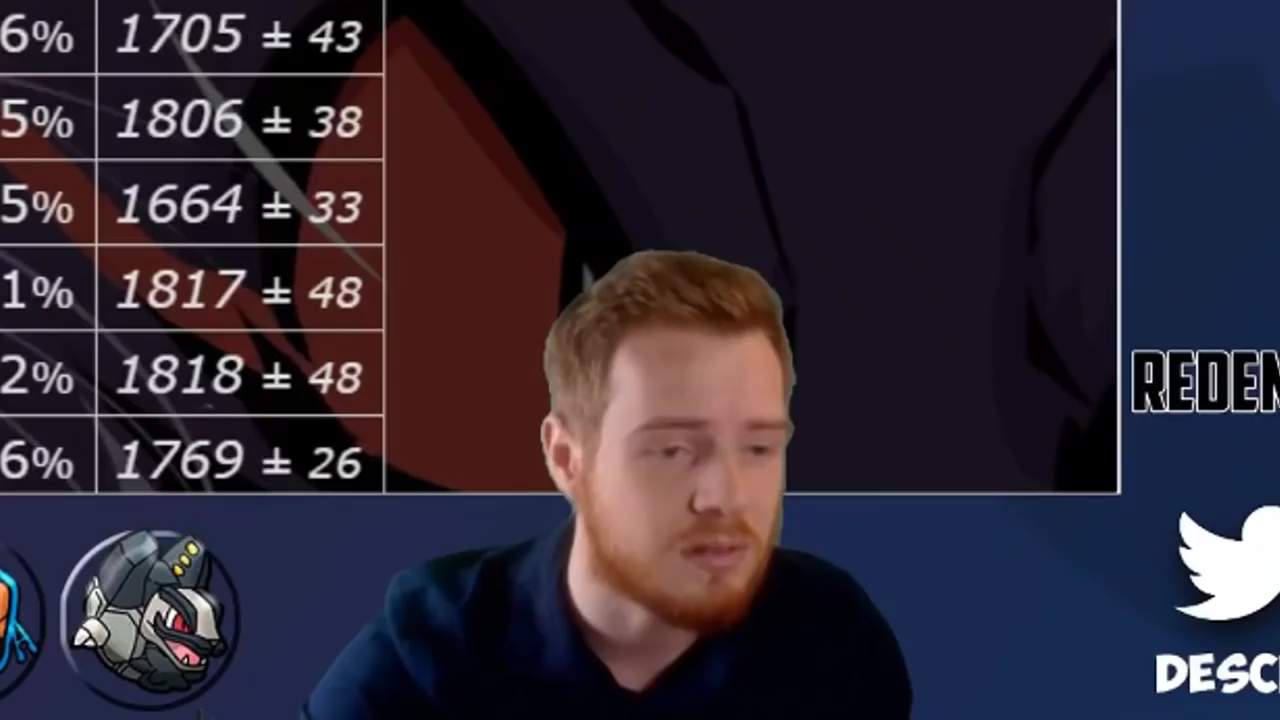 6% 1705 ± 43
5% 1806 ± 38
5% 1664 ± 33
1% 1817 ± 48
2% 1818 ± 48
6% 1769 ± 26
REDEN
DESCI